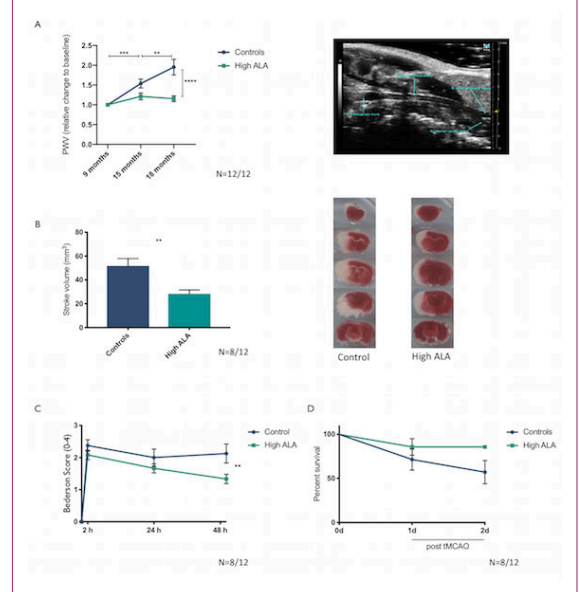 A
PWV (relative change to baseline)
2.5
2.0
1.5
1.0
0.5
0.0
9 months
15 months
18 months
***
**
****
Controls
High ALA
N=12/12
B
Stroke volume (mm³)
80
60
40
20
0
**
Controls
High ALA
N=8/12
Control
High ALA
C
Bederson Score (0-4)
3
2
1
0
2 h
24 h
48 h
**
Control
High ALA
N=8/12
D
Percent survival
100
50
0
0d
1d
2d
post tMCAO
Controls
High ALA
N=8/12